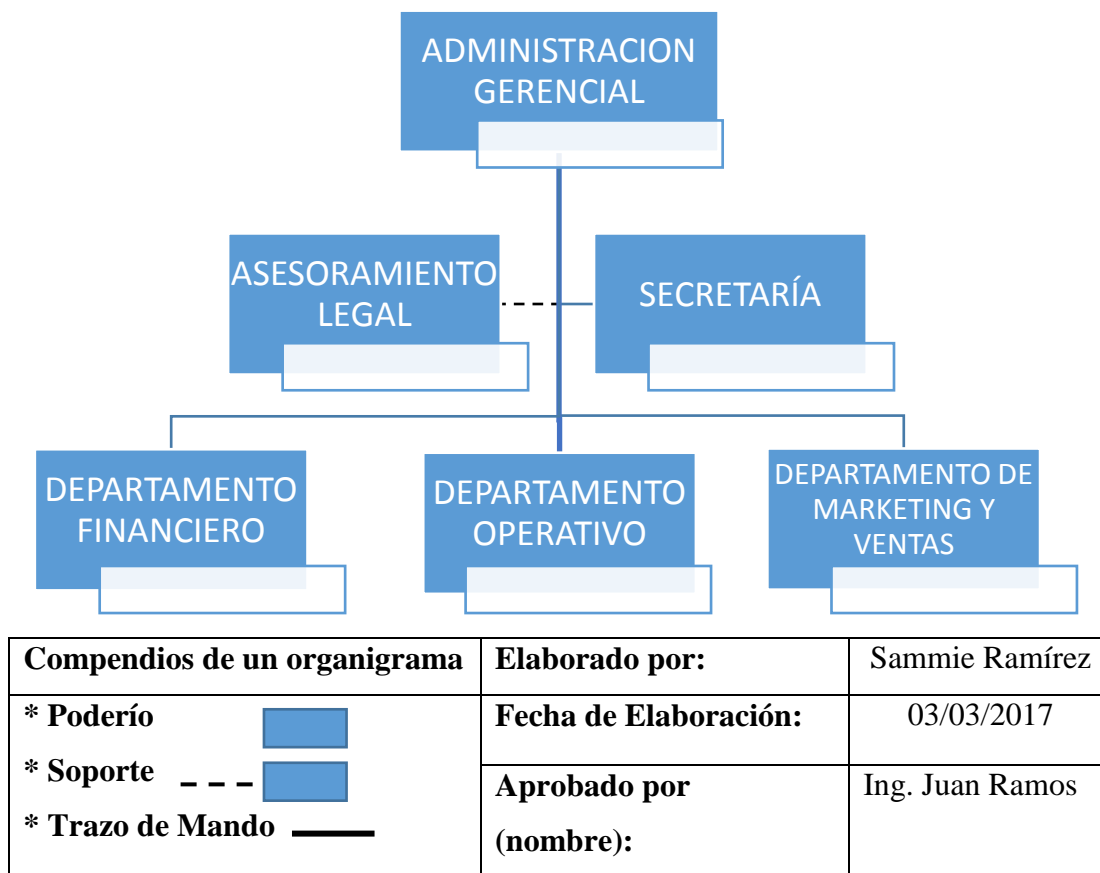 ADMINISTRACION
GERENCIAL
ASESORAMIENTO
LEGAL
SECRETARÍA
DEPARTAMENTO
FINANCIERO
DEPARTAMENTO
OPERATIVO
DEPARTAMENTO DE
MARKETING Y
VENTAS
Compendios de un organigrama
* Poderío
* Soporte
* Trazo de Mando
Elaborado por:
Sammie Ramírez
Fecha de Elaboración:
03/03/2017
Aprobado por
(nombre):
Ing. Juan Ramos